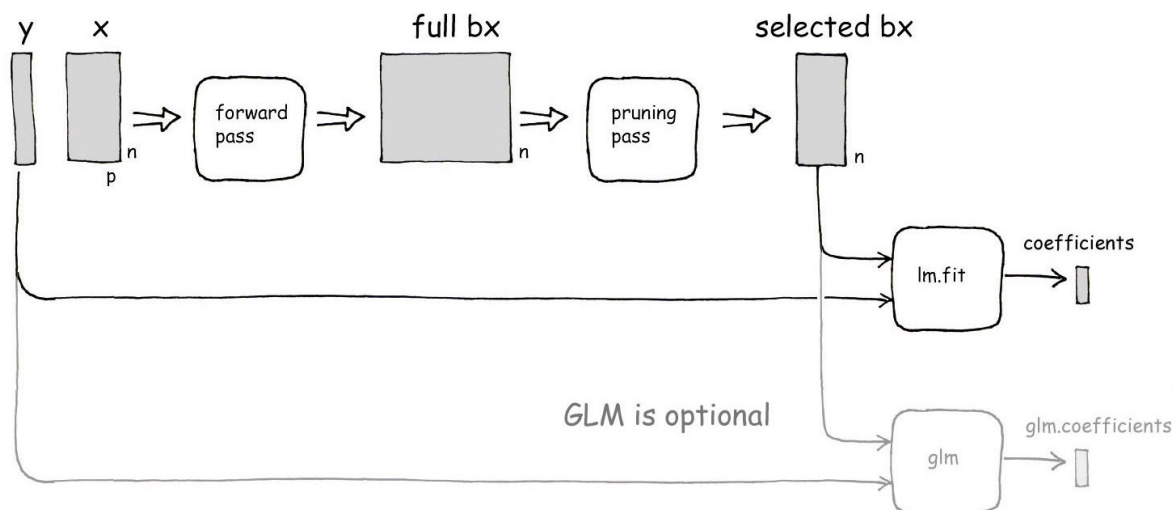 y
x
full bx
selected bx
forward
pass
pruning
pass
n
p
n
n
coefficients
lm.fit
GLM is optional
glm.coefficients
glm